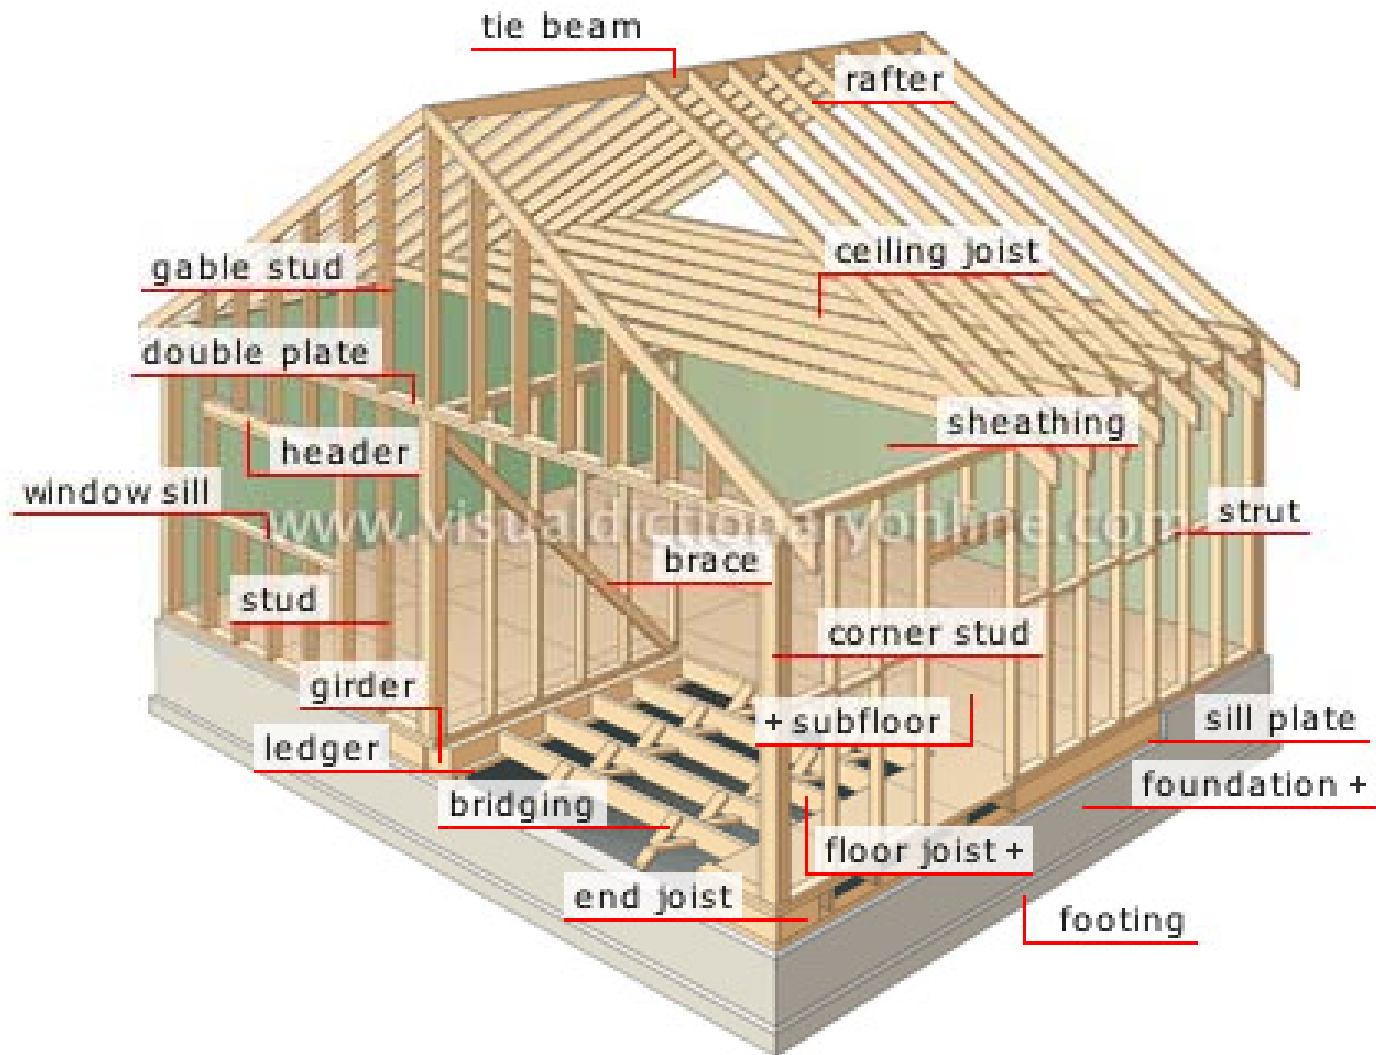 tie beam
rafter
ceiling joist
gable stud
double plate
sheathing
header
window sill
www.visualdictionaryonline.com
strut
brace
stud
corner stud
girder
+ subfloor
sill plate
ledger
foundation +
bridging
floor joist +
end joist
footing